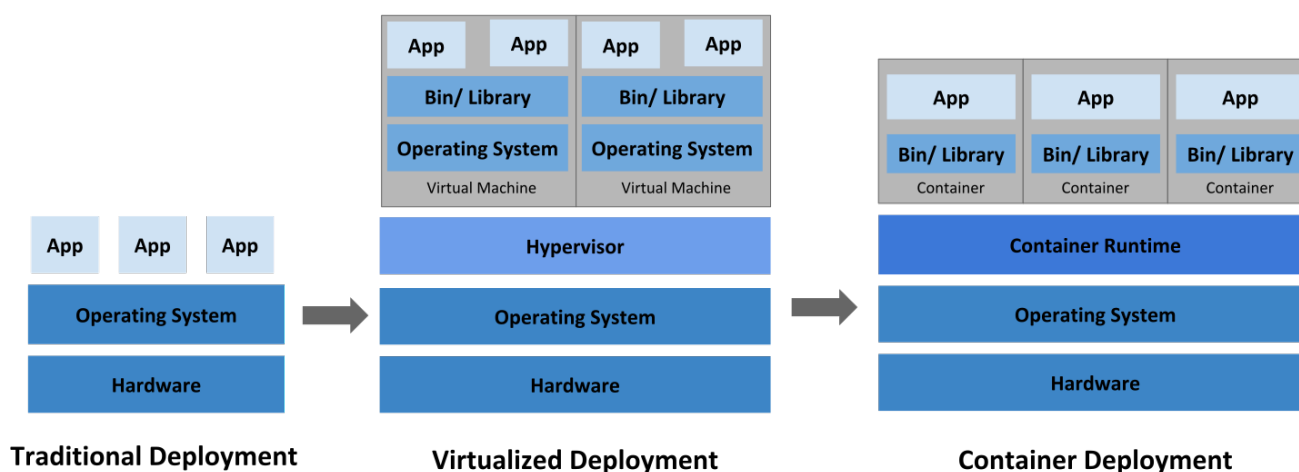 App
App
App
Operating System
Hardware
Traditional Deployment
App
App
Bin/ Library
Operating System
Virtual Machine
App
App
Bin/ Library
Operating System
Virtual Machine
Hypervisor
Operating System
Hardware
Virtualized Deployment
App
Bin/ Library
Container
App
Bin/ Library
Container
App
Bin/ Library
Container
Container Runtime
Operating System
Hardware
Container Deployment